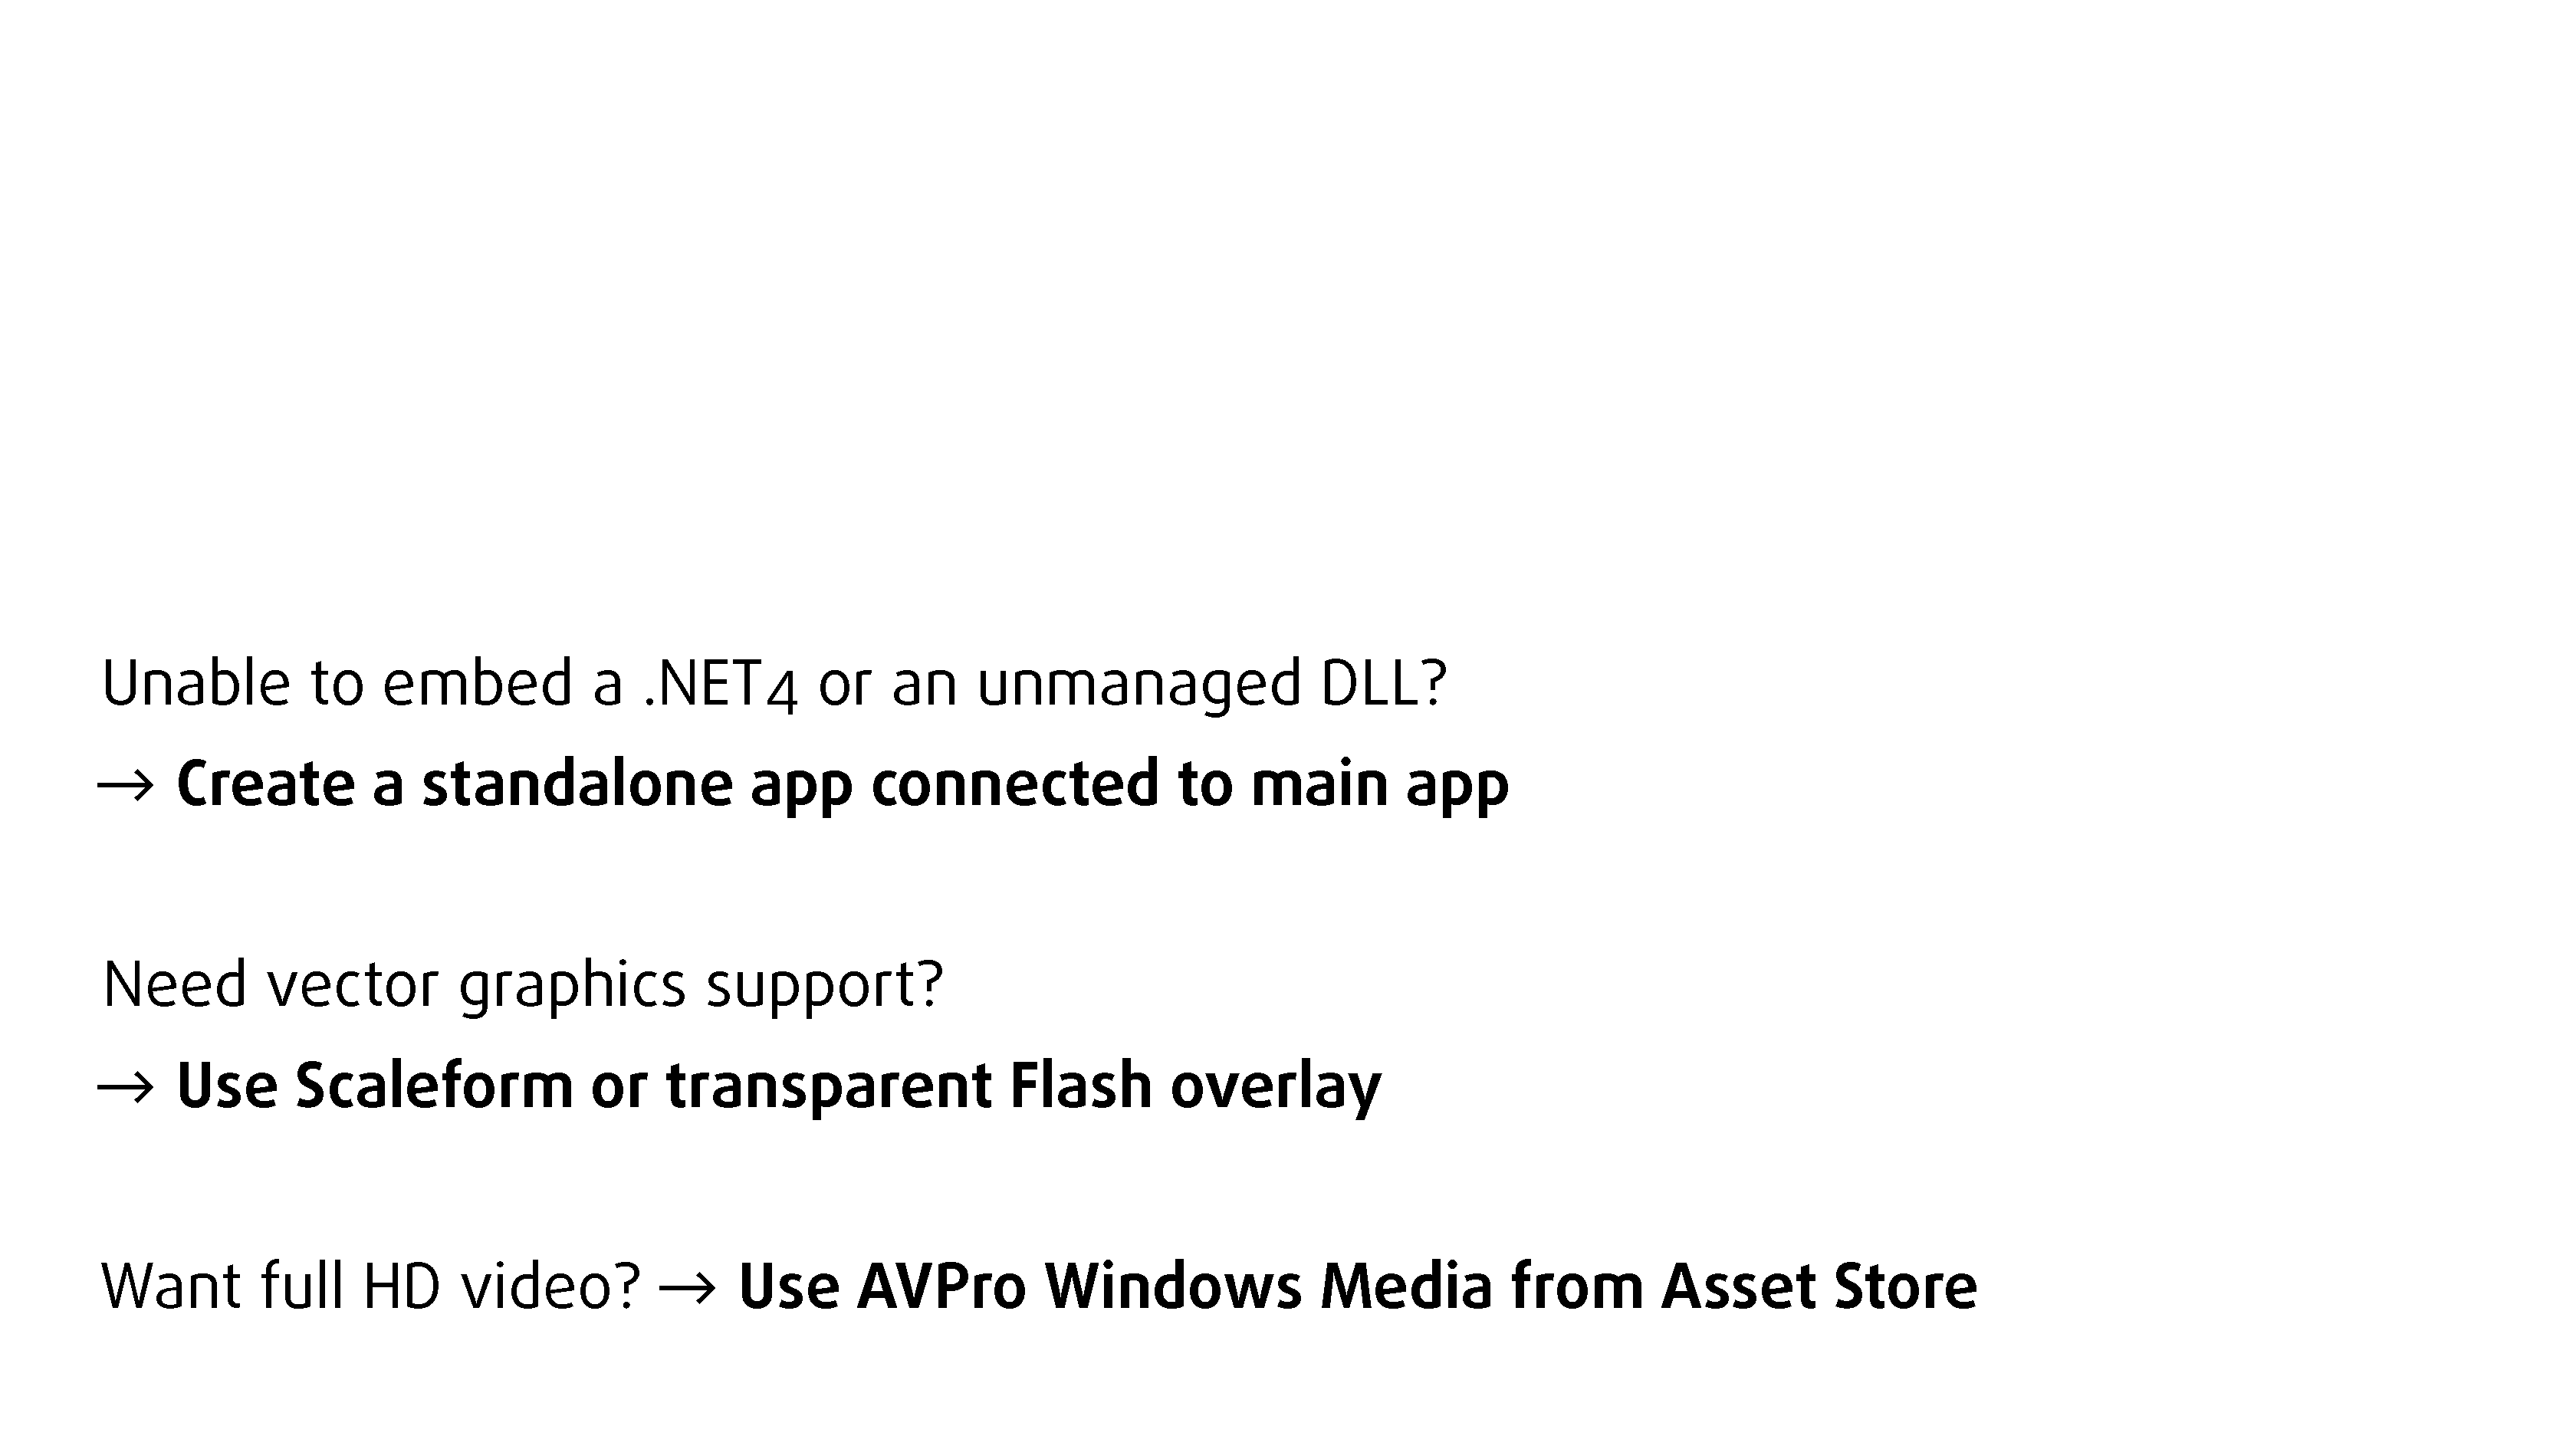 Unable to embed a .NET4 or an unmanaged DLL?
→ Create a standalone app connected to main app
Need vector graphics support?
→ Use Scaleform or transparent Flash overlay
Want full HD video? → Use AVPro Windows Media from Asset Store